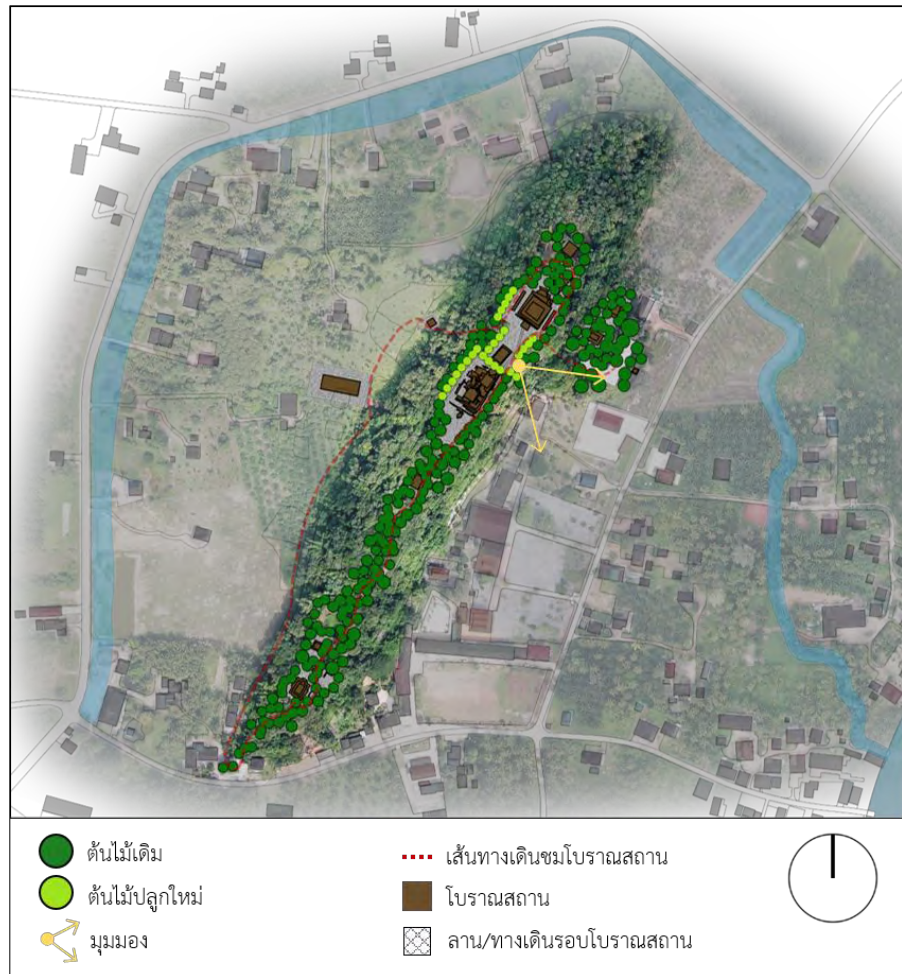 ต้นไม้เดิม
ต้นไม้ปลูกใหม่
มุมมอง
เส้นทางเดินชมโบราณสถาน
โบราณสถาน
ลาน/ทางเดินรอบโบราณสถาน